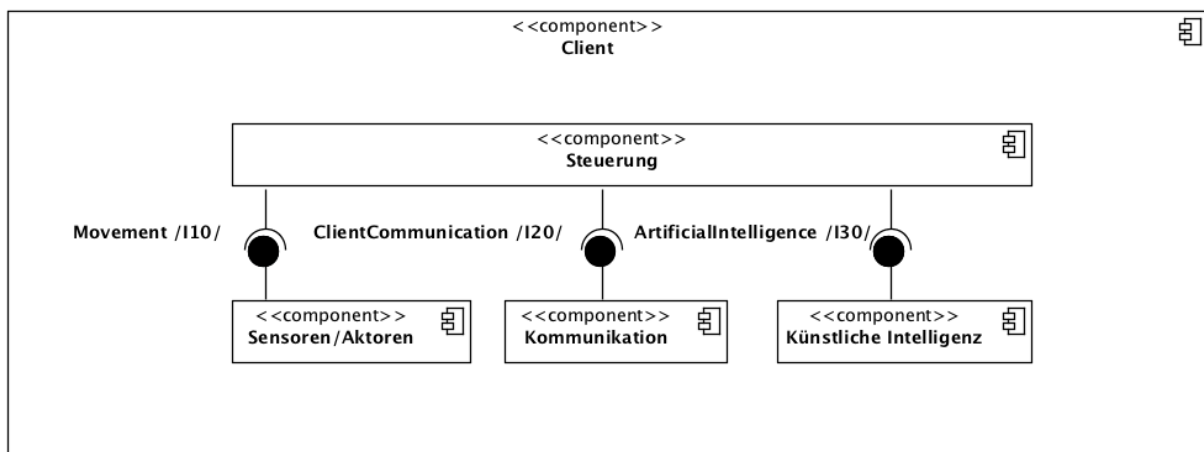 <<component>>
Client
<<component>>
Steuerung
Movement /I10/
ClientCommunication /I20/
ArtificialIntelligence /I30/
<<component>>
Sensoren/Aktoren
<<component>>
Kommunikation
<<component>>
Künstliche Intelligenz